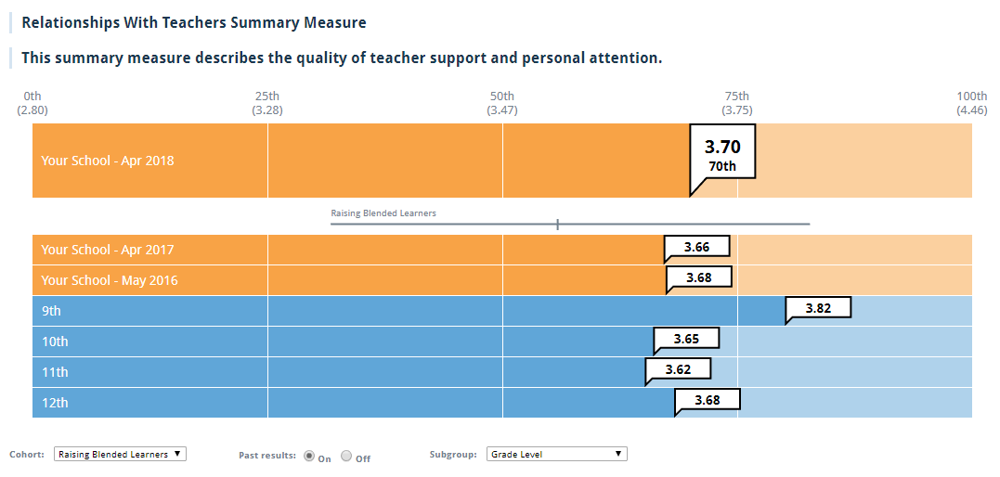 Relationships With Teachers Summary Measure
This summary measure describes the quality of teacher support and personal attention.
0th 25th 50th 75th 100th
(2.80) (3.28) (3.47) (3.75) (4.46)
Your School - Apr 2018 3.70
70th
Raising Blended Learners
Your School - Apr 2017 3.66
Your School - May 2016 3.68
9th 3.82
10th 3.65
11th 3.62
12th 3.68
Cohort: Raising Blended Learners Past results: On Off Subgroup: Grade Level